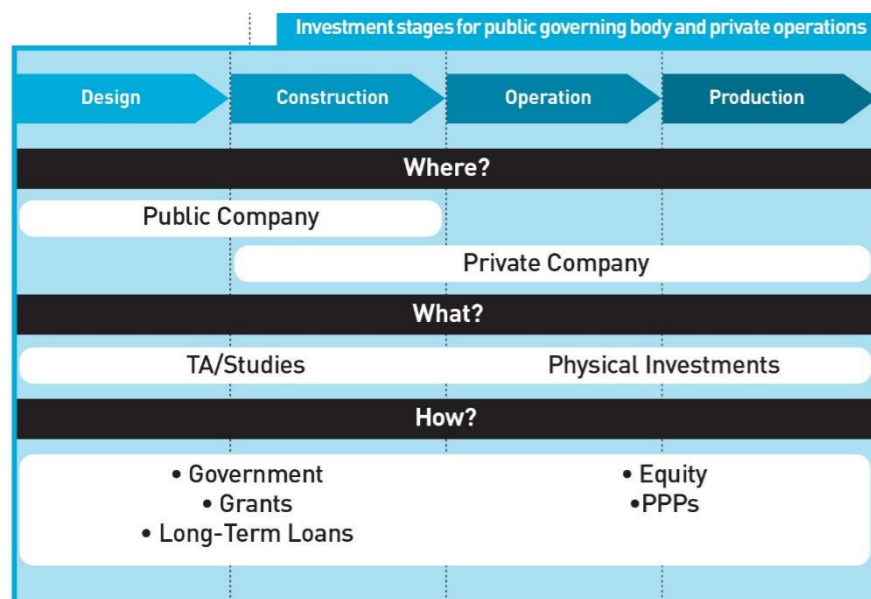 Investment stages for public governing body and private operations
Design
Construction
Operation
Production
Where?
Public Company
Private Company
What?
TA/Studies
Physical Investments
How?
• Government
• Grants
• Long-Term Loans
• Equity
•PPPs